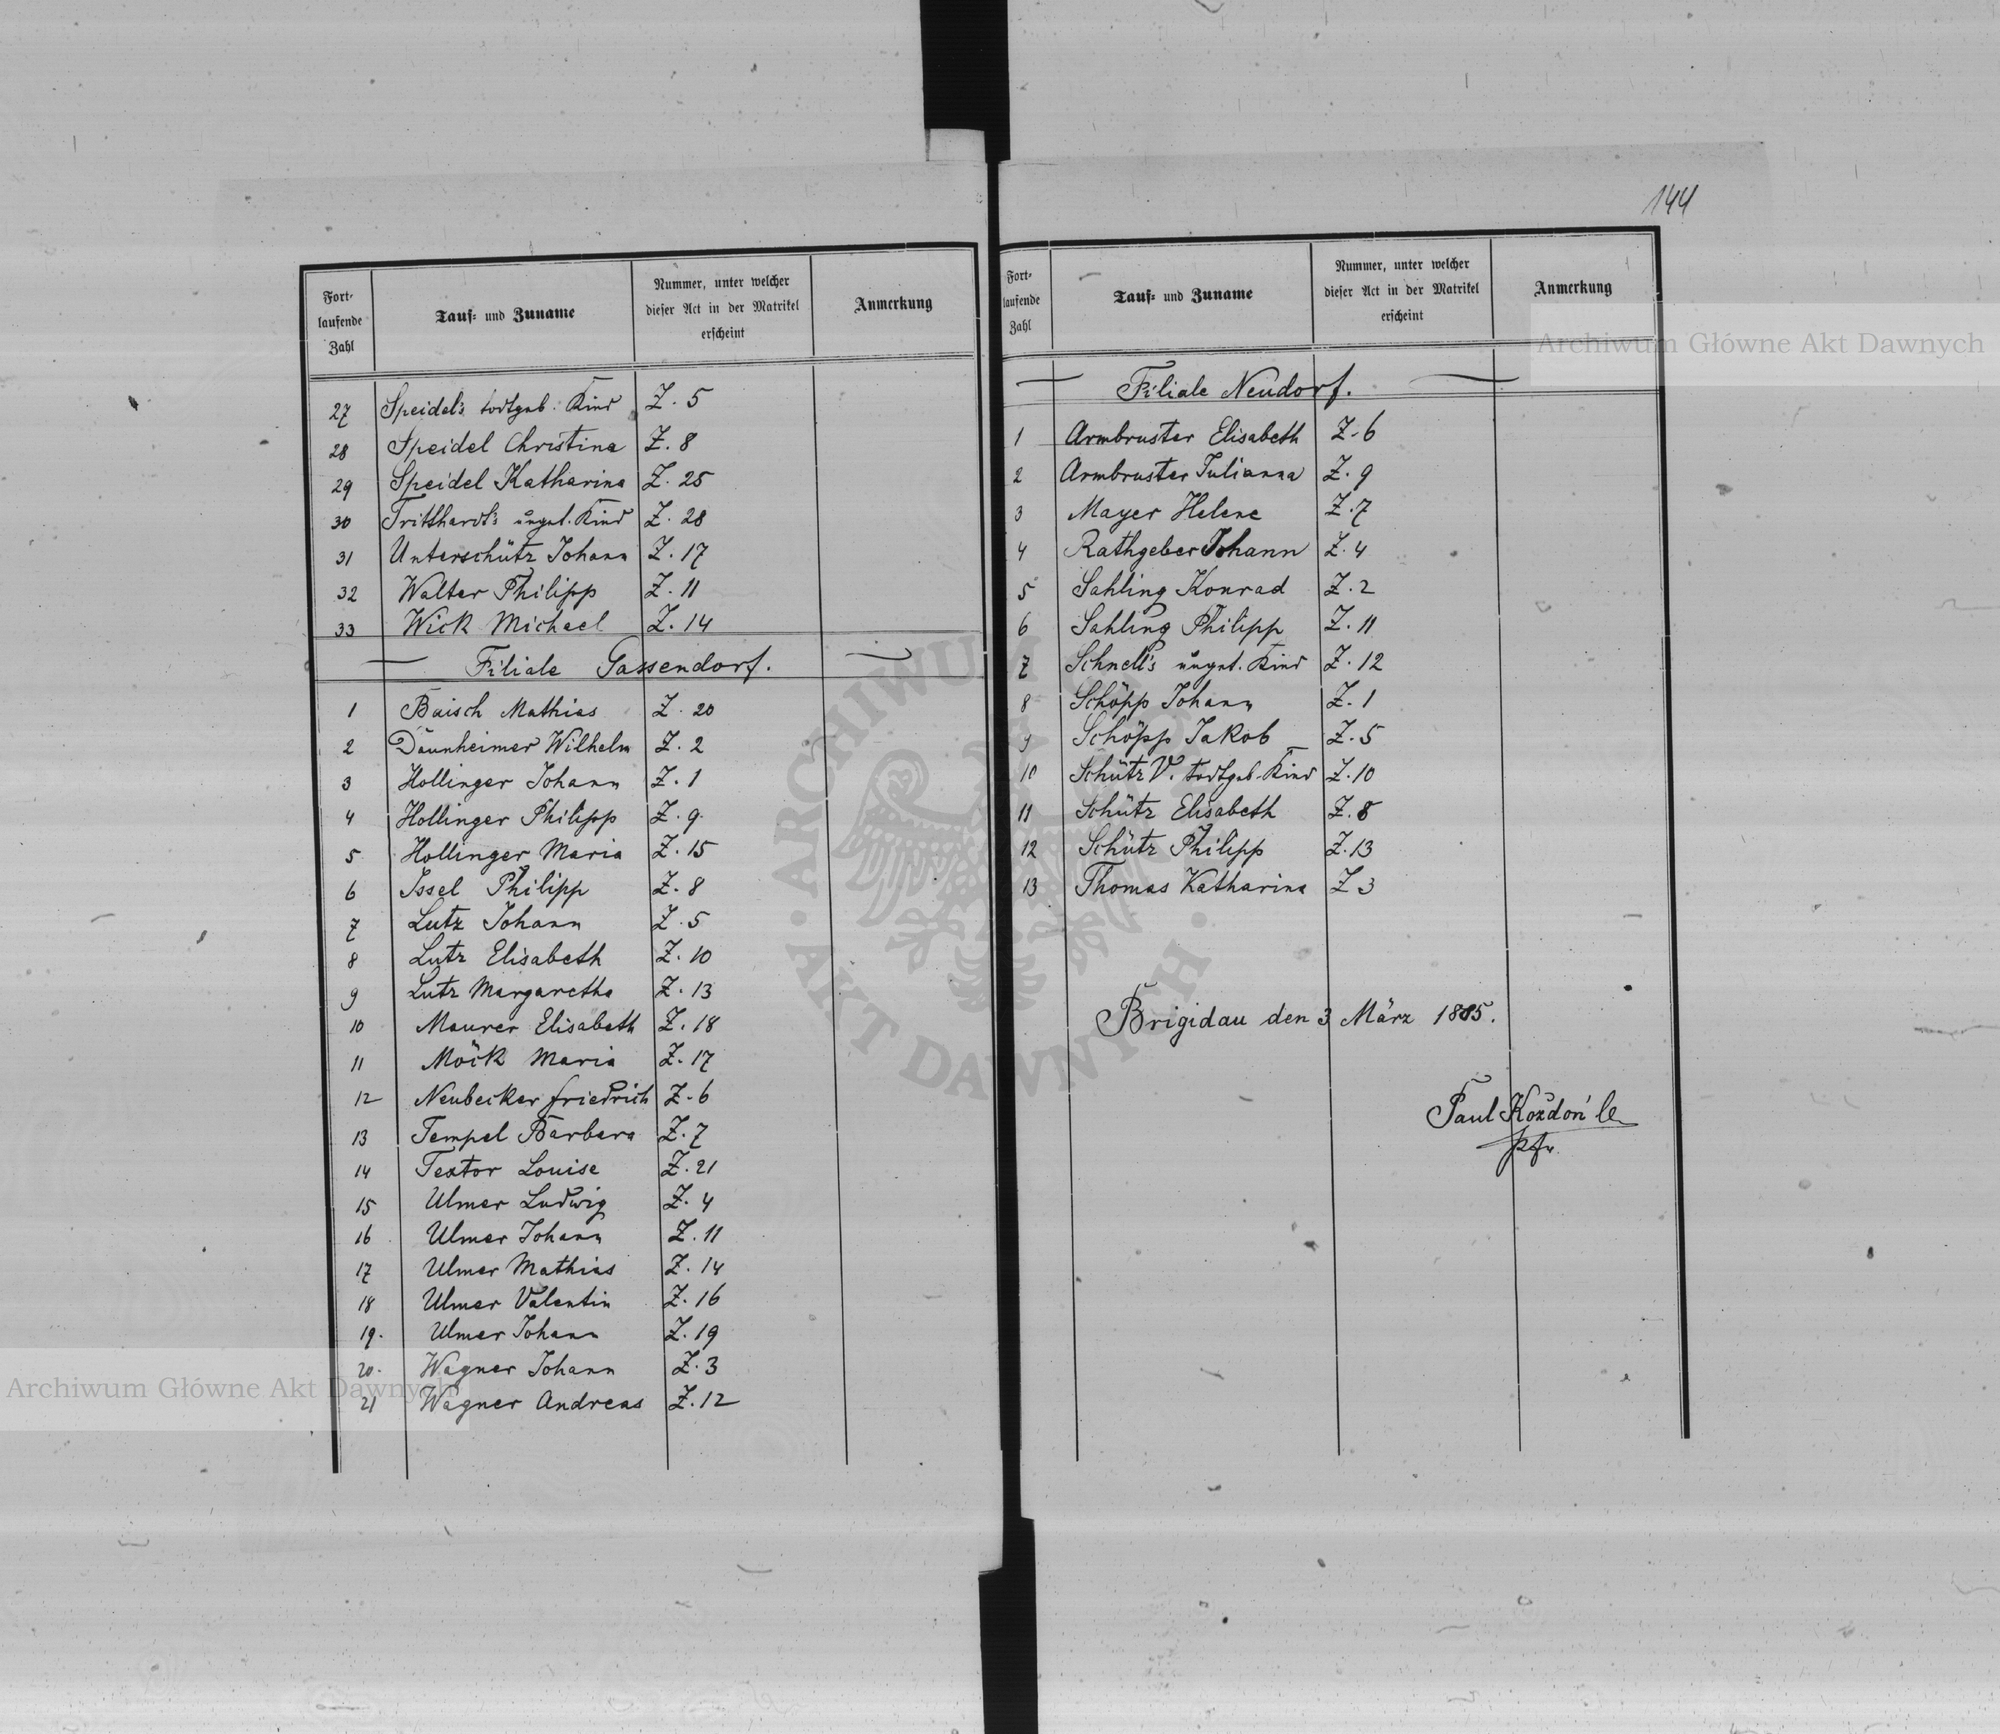 144
Fort-
laufende
Zahl
Tauf- und Zuname
Nummer, unter welcher
dieser Act in der Matrikel
erscheint
Anmerkung
27 Speidel's todtgeb. Kind Z. 5
28 Speidel Christina Z. 8
29 Speidel Katharina Z. 25
30 Tritthardt's unget. Kind Z. 28
31 Unterschütz Johann Z. 17
32 Walter Philipp Z. 11
33 Wick Michael Z. 14
Filiale Gassendorf.
1 Baisch Mathias Z. 20
2 Daunheimer Wilhelm Z. 2
3 Hollinger Johann Z. 1
4 Hollinger Philipp Z. 9.
5 Hollinger Maria Z. 15
6 Issel Philipp Z. 8
7 Lutz Johann Z. 5
8 Lutz Elisabeth Z. 10
9 Lutz Margaretha Z. 13
10 Maurer Elisabeth Z. 18
11 Möck Maria Z. 17
12 Neubecker Friedrich Z. 6
13 Tempel Barbara Z. 7
14 Textor Louise Z. 21
15 Ulmer Ludwig Z. 4
16 Ulmer Johann Z. 11
17 Ulmer Mathias Z. 14
18 Ulmer Valentin Z. 16
19. Ulmer Johann Z. 19
20. Wagner Johann Z. 3
21 Wagner Andreas Z. 12
Fort-
laufende
Zahl
Tauf- und Zuname
Nummer, unter welcher
dieser Act in der Matrikel
erscheint
Anmerkung
Filiale Neudorf.
1 Armbruster Elisabeth Z. 6
2 Armbruster Julianna Z. 9
3 Mayer Helene Z. 7
4 Rathgeber Johann Z. 4
5 Sahling Konrad Z. 2
6 Sahling Philipp Z. 11
7 Schnell's unget. Kind Z. 12
8 Schöpp Johann Z. 1
9 Schöpp Jakob Z. 5
10 Schütz V. todtgeb. Kind Z. 10
11 Schütz Elisabeth Z. 8
12 Schütz Philipp Z. 13
13 Thomas Katharina Z 3
Brigidau den 3 März 1885.
Paul Kozdoń
Pfr.
Archiwum Główne Akt Dawnych
Archiwum Główne Akt Dawnych
ARCHIWUM
AKT DAWNYCH